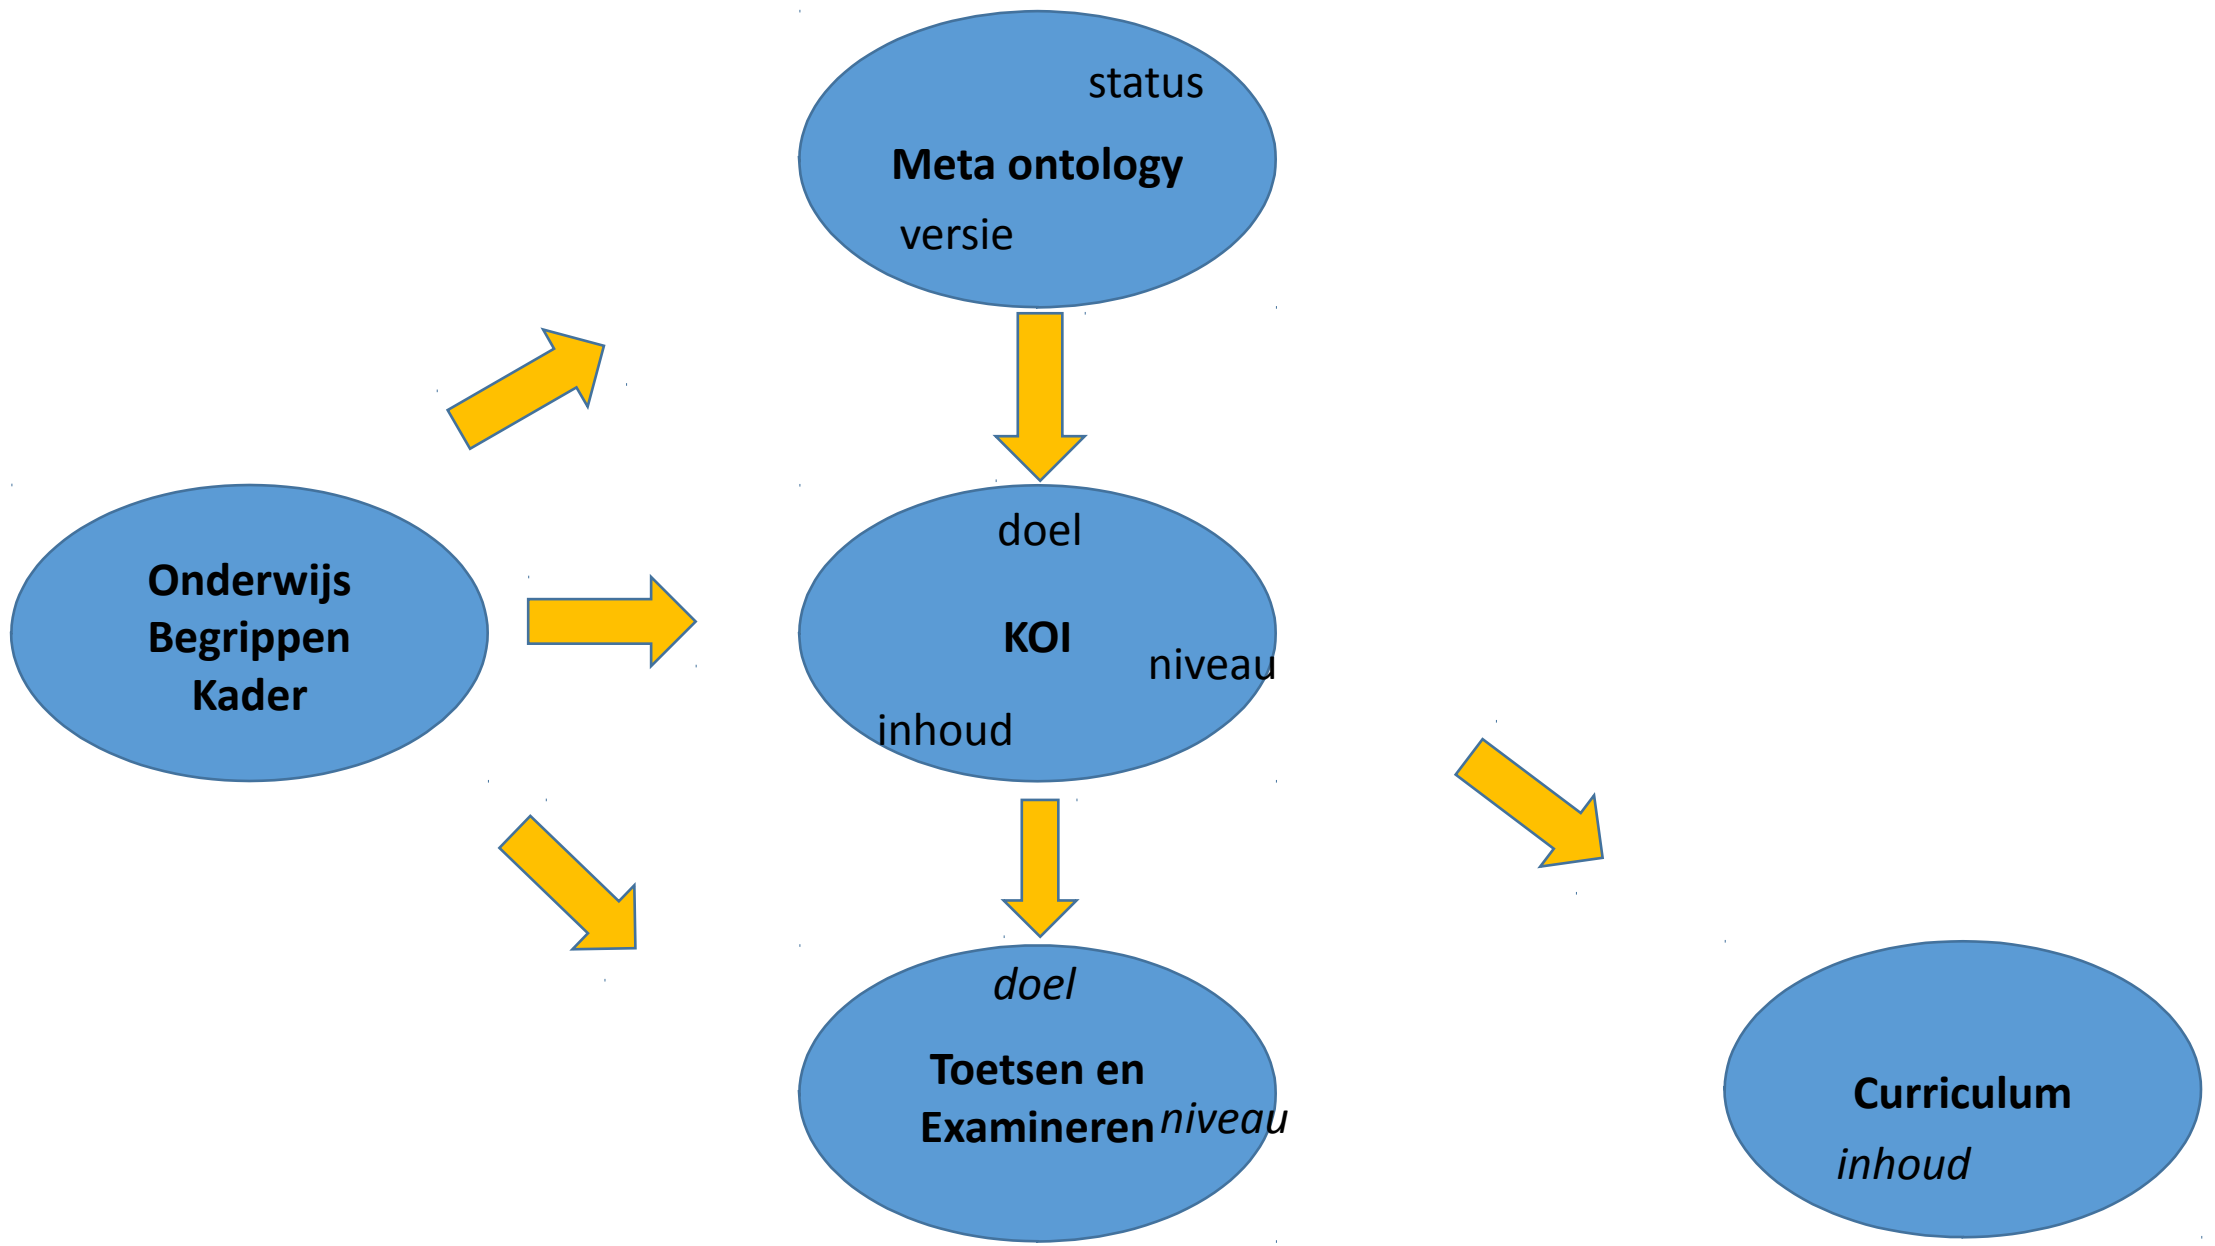 status
Meta ontology
versie
Onderwijs
Begrippen
Kader
doel
KOI
niveau
inhoud
doel
Toetsen en
Examineren
niveau
Curriculum
inhoud